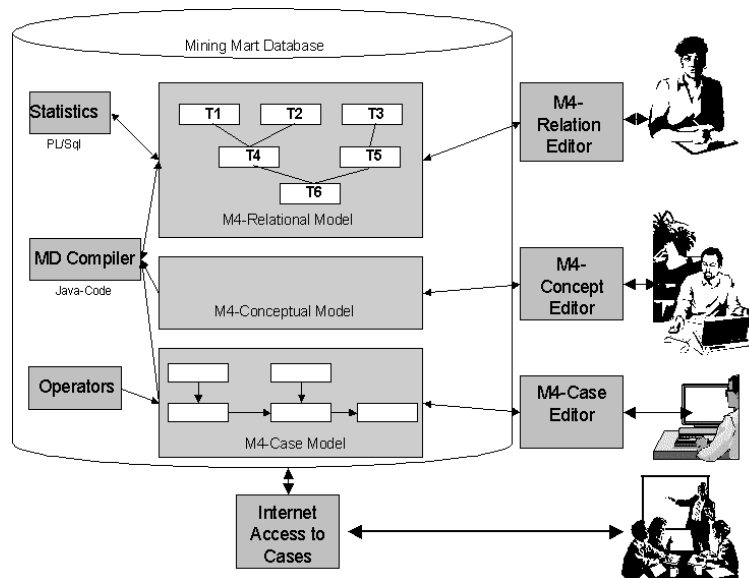 Mining Mart Database
Statistics
PL/Sql
T1 T2 T3
T4 T5
T6
M4-Relational Model
M4-
Relation
Editor
MD Compiler
Java-Code
M4-Conceptual Model
M4-
Concept
Editor
Operators
M4-Case Model
M4-Case
Editor
Internet
Access to
Cases